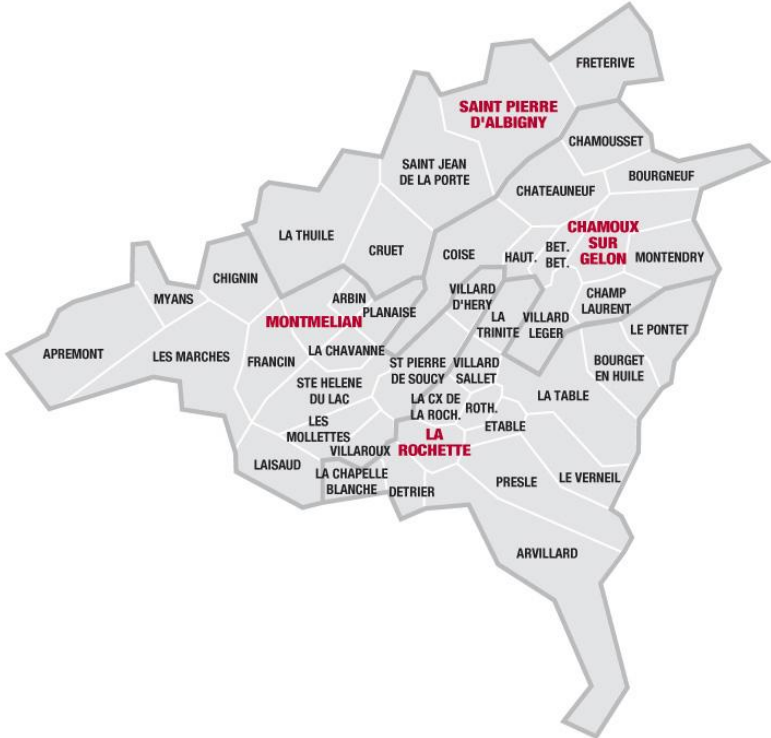 FRETERIVE
SAINT PIERRE
D'ALBIGNY
CHAMOUSSET
SAINT JEAN
DE LA PORTE
BOURGNEUF
CHATEAUNEUF
LA THUILE
CRUET
COISE
HAUT.
BET.
BET.
CHAMOUX
SUR
GELON
MONTENDRY
CHIGNIN
MYANS
ARBIN
PLANAISE
VILLARD
D'HERY
CHAMP
LAURENT
MONTMELIAN
LA
TRINITE
VILLARD
LEGER
LE PONTET
APREMONT
LES MARCHES
FRANCIN
LA CHAVANNE
ST PIERRE
DE SOUCY
VILLARD
SALLET
BOURGET
EN HUILE
STE HELENE
DU LAC
LA CX DE
LA ROCH.
ROTH.
LA TABLE
LES
MOLLETTES
ETABLE
LA
ROCHETTE
VILLAROUX
LAISAUD
LA CHAPELLE
BLANCHE
DETRIER
PRESLE
LE VERNEIL
ARVILLARD